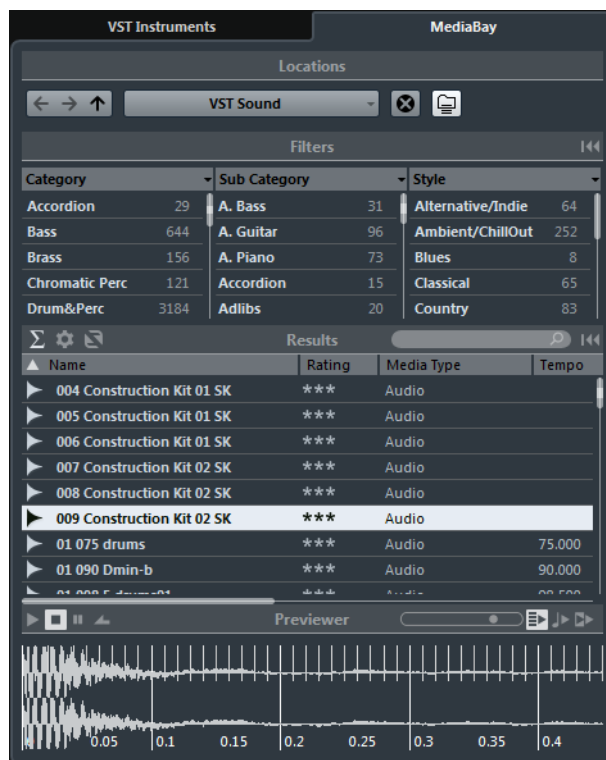 VST Instruments MediaBay
Locations
VST Sound
Filters
Category Sub Category Style
Accordion 29 A. Bass 31 Alternative/Indie 64
Bass 644 A. Guitar 96 Ambient/ChillOut 252
Brass 156 A. Piano 73 Blues 8
Chromatic Perc 121 Accordion 15 Classical 65
Drum&Perc 3184 Adlibs 20 Country 83
Results
Name Rating Media Type Tempo
004 Construction Kit 01 SK *** Audio
005 Construction Kit 01 SK *** Audio
006 Construction Kit 01 SK *** Audio
007 Construction Kit 02 SK *** Audio
008 Construction Kit 02 SK *** Audio
009 Construction Kit 02 SK *** Audio
01 075 drums *** Audio 75.000
01 090 Dmin-b *** Audio 90.000
Previewer
0.05 0.1 0.15 0.2 0.25 0.3 0.35 0.4